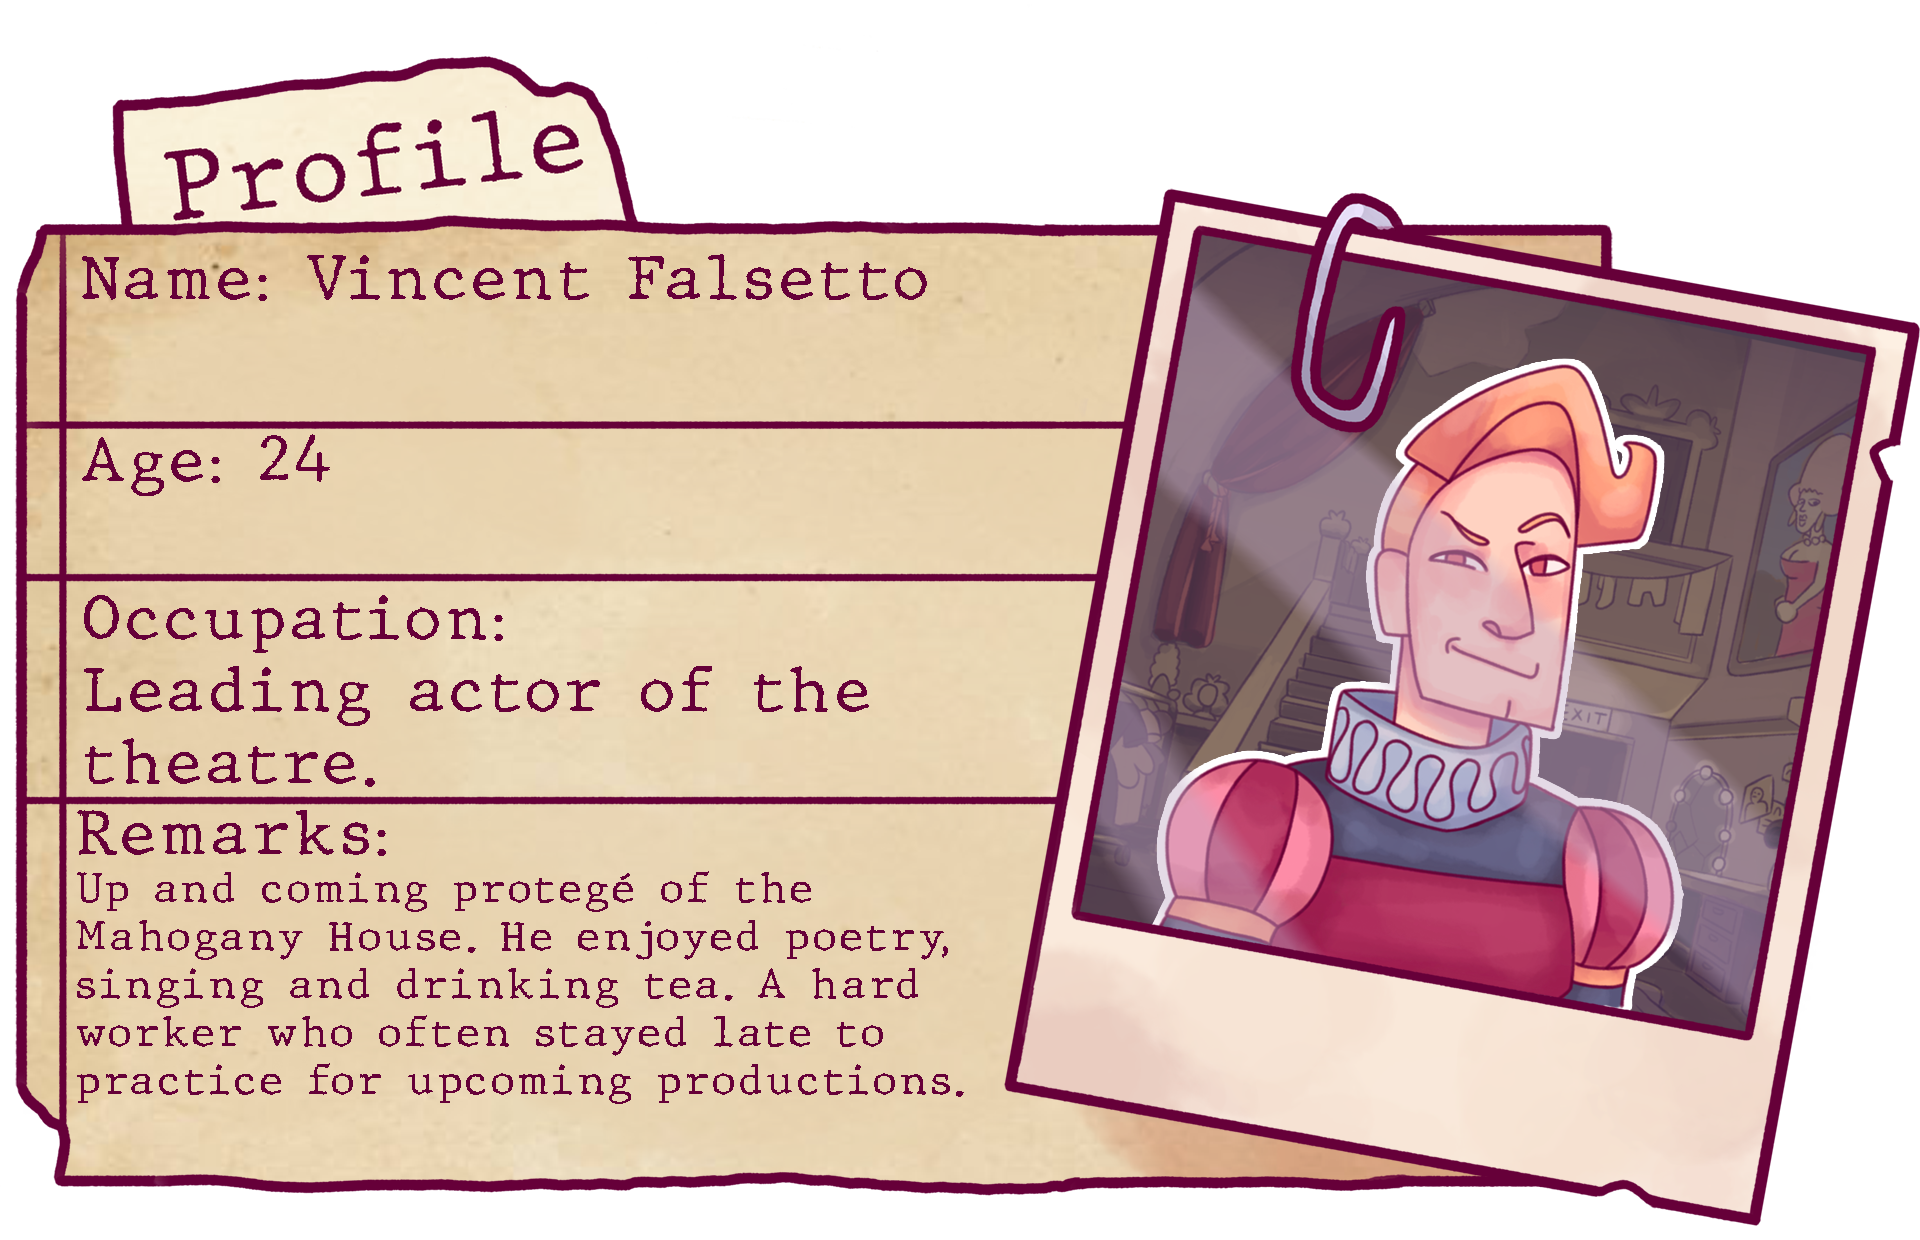 Profile
Name: Vincent Falsetto
Age: 24
Occupation:
Leading actor of the
theatre.
Remarks:
Up and coming protegé of the
Mahogany House. He enjoyed poetry,
singing and drinking tea. A hard
worker who often stayed late to
practice for upcoming productions.
EXIT